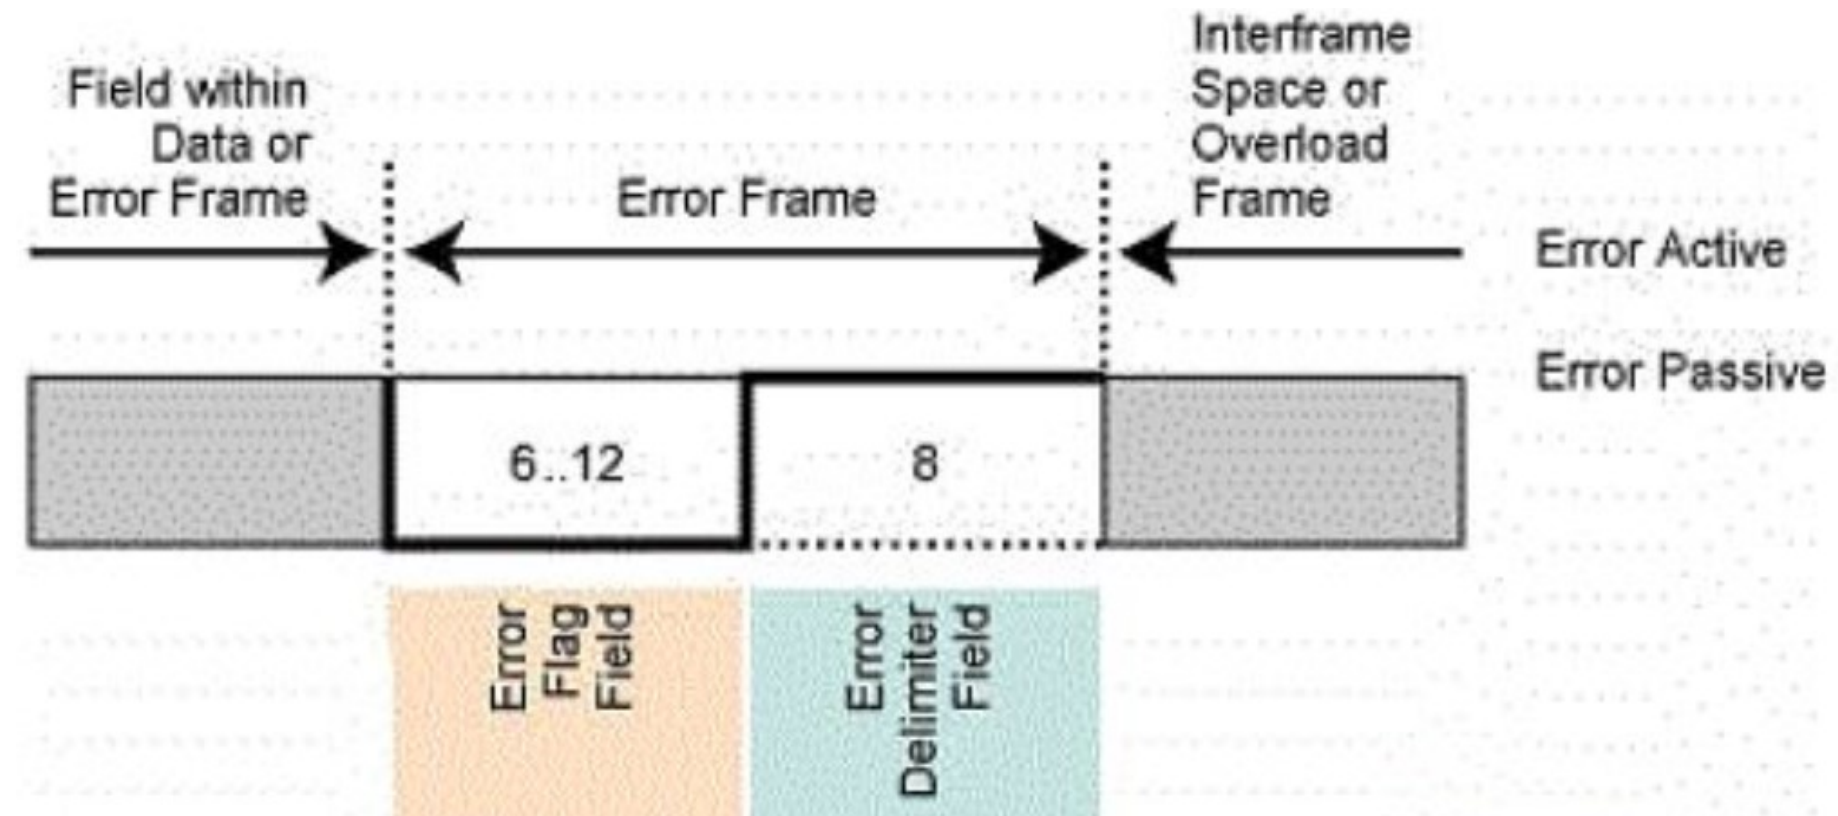 Field within
Data or
Error Frame
Error Frame
Interframe
Space or
Overload
Frame
Error Active
Error Passive
6..12
8
Error
Flag
Field
Error
Delimiter
Field